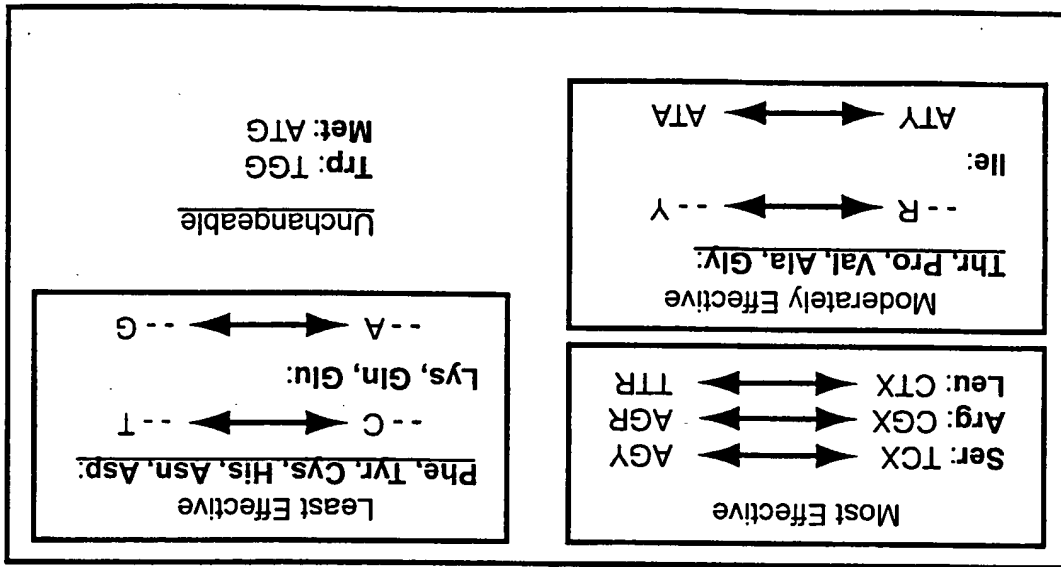 Most Effective
Ser: TCX ↔ AGY
Arg: CGX ↔ AGR
Leu: CTX ↔ TTR
Moderately Effective
Thr, Pro, Val, Ala, Gly:
- - R ↔ - - Y
Ile:
ATY ↔ ATA
Least Effective
Phe, Tyr, Cys, His, Asn, Asp:
- - C ↔ - - T
Lys, Gln, Glu:
- - A ↔ - - G
Unchangeable
Trp: TGG
Met: ATG